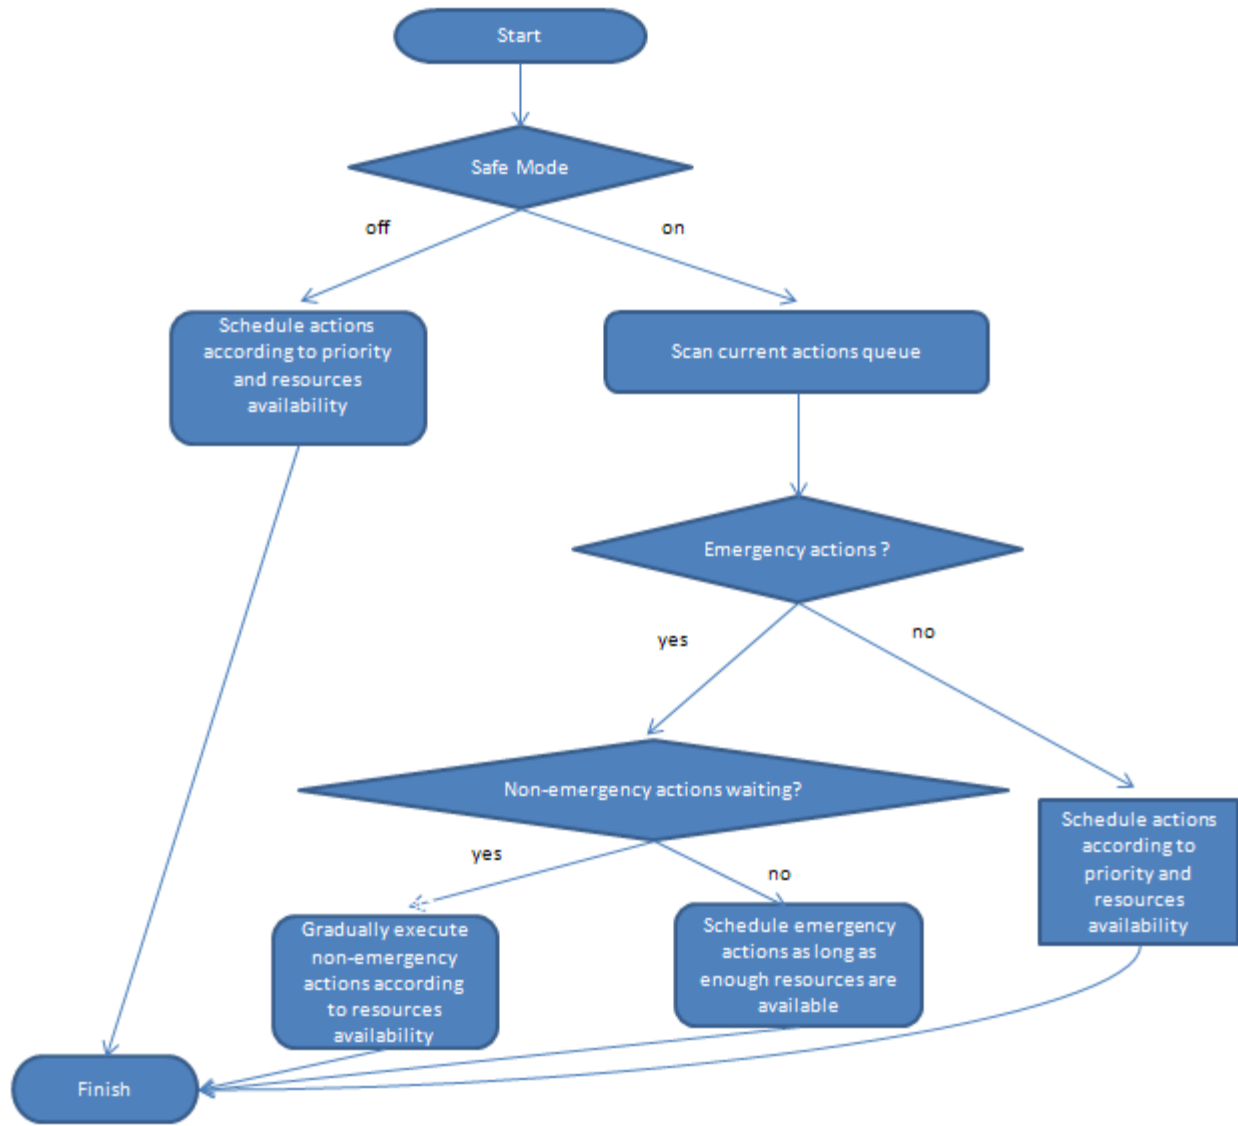 Start
Safe Mode
off
on
Schedule actions
according to priority
and resources
availability
Scan current actions queue
Emergency actions ?
yes
no
Non-emergency actions waiting?
yes
no
Schedule actions
according to
priority and
resources
availability
Gradually execute
non-emergency
actions according
to resources
availability
Schedule emergency
actions as long as
enough resources are
available
Finish